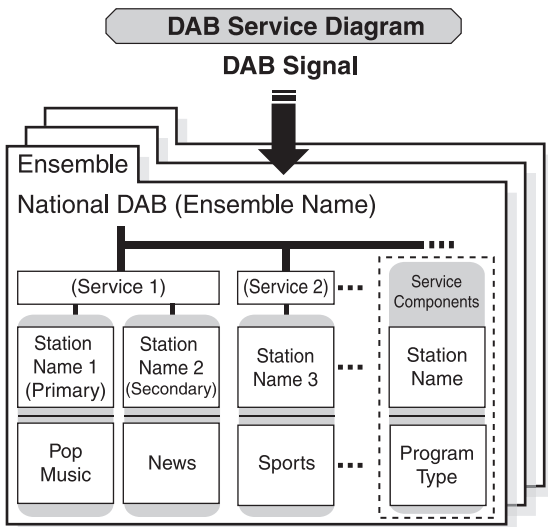 DAB Service Diagram
DAB Signal
Ensemble
National DAB (Ensemble Name)
(Service 1)
(Service 2)
Service
Components
Station
Name 1
(Primary)
Station
Name 2
(Secondary)
Station
Name 3
Station
Name
Pop
Music
News
Sports
Program
Type